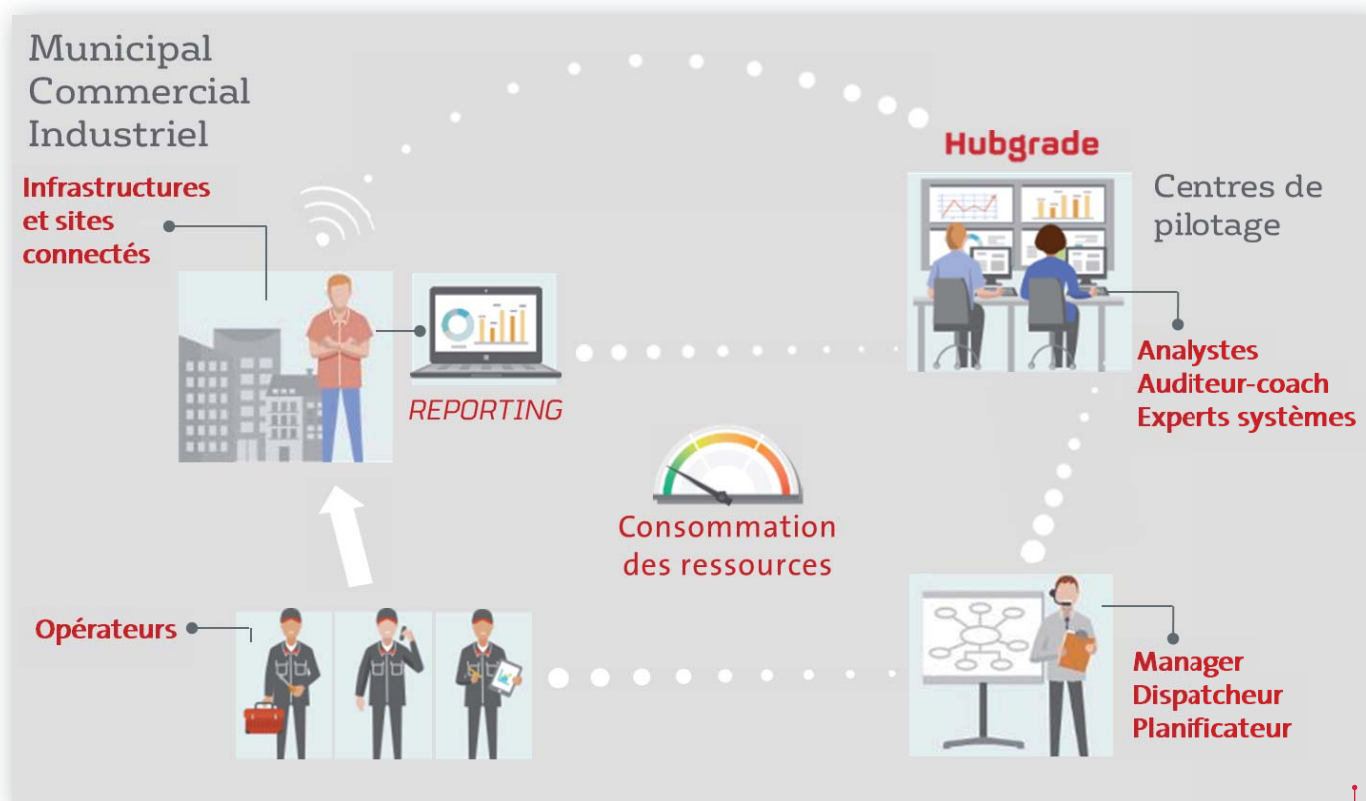 Municipal
Commercial
Industriel
Infrastructures
et sites
connectés
REPORTING
Hubgrade
Centres de
pilotage
Analystes
Auditeur-coach
Experts systèmes
Consommation
des ressources
Opérateurs
Manager
Dispatcheur
Planificateur